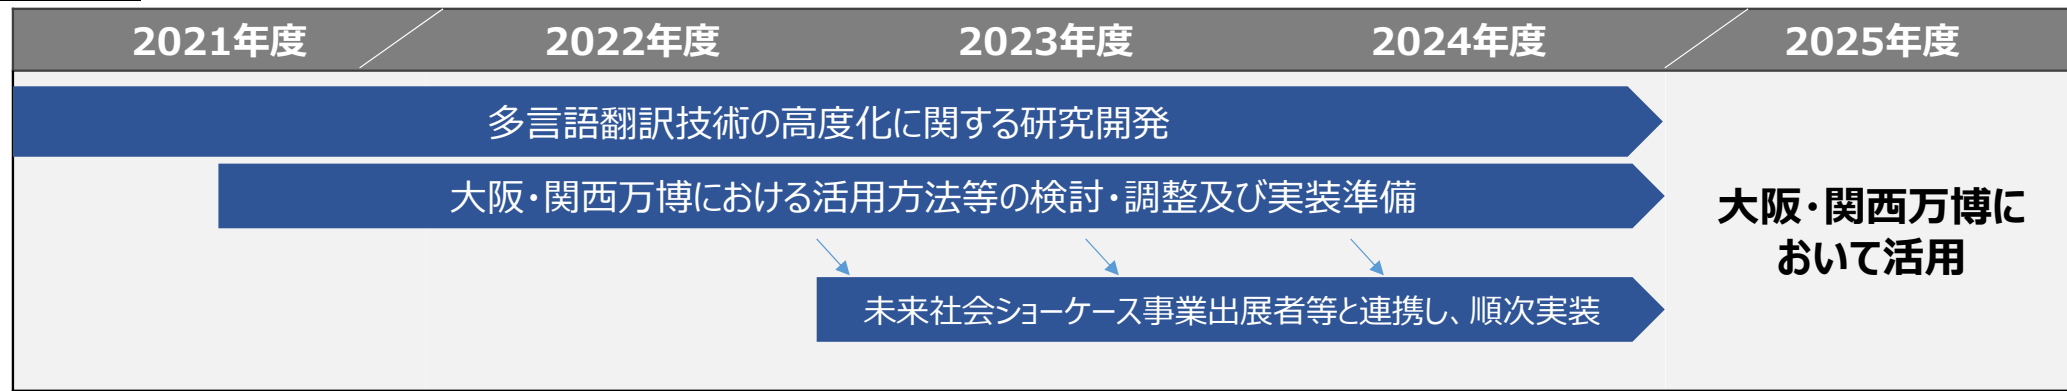 2021年度 2022年度 2023年度 2024年度 2025年度
多言語翻訳技術の高度化に関する研究開発
大阪・関西万博における活用方法等の検討・調整及び実装準備
未来社会ショーケース事業出展者等と連携し、順次実装
大阪・関西万博に
おいて活用